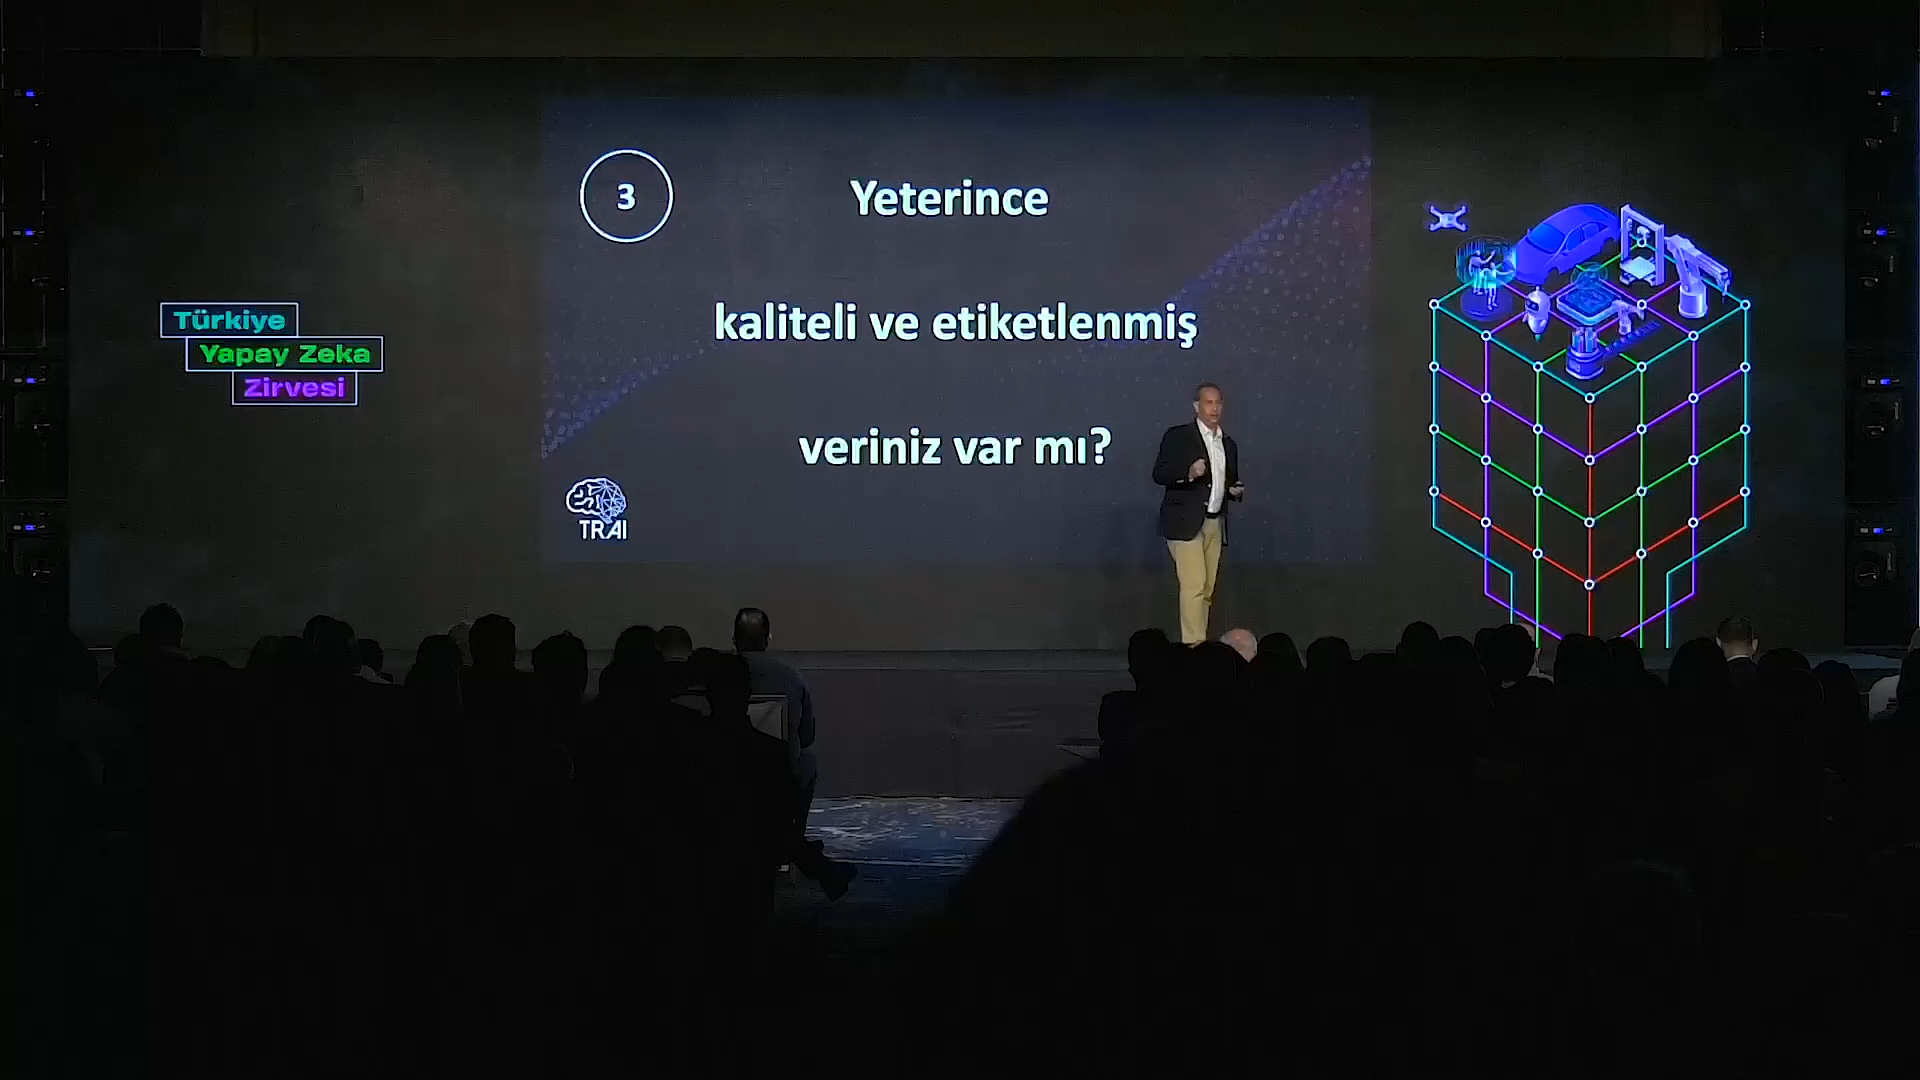 Türkiye
Yapay Zeka
Zirvesi
3
Yeterince
kaliteli ve etiketlenmiş
veriniz var mı?
TRAI